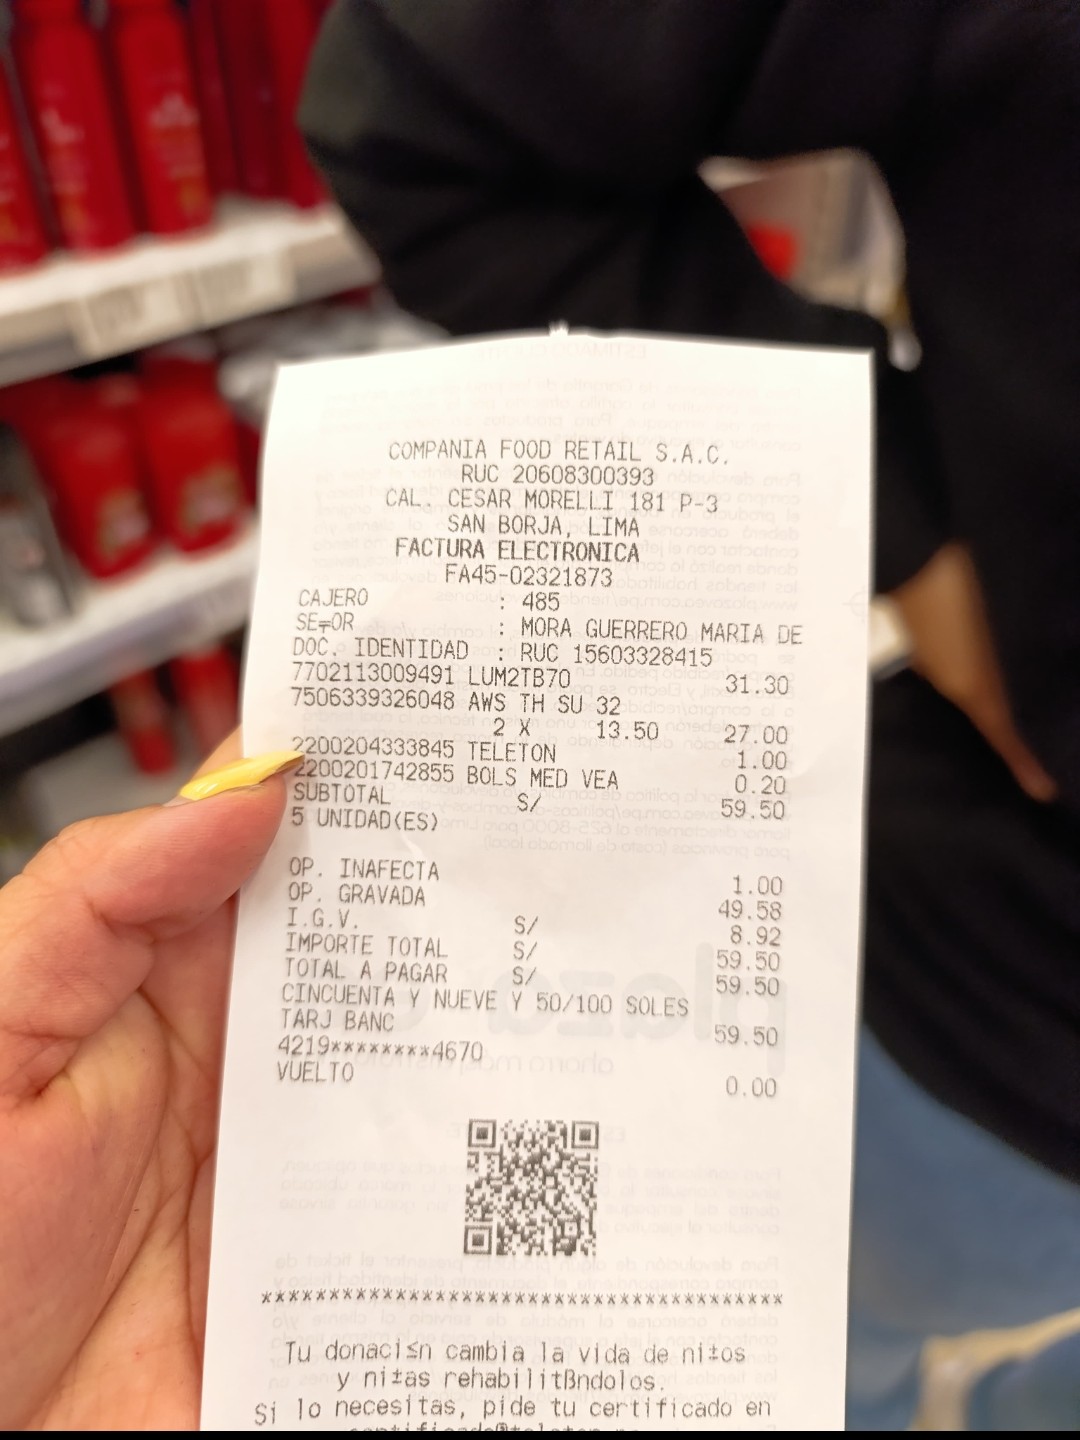 COMPANIA FOOD RETAIL S.A.C.
RUC 20608300393
CAL. CESAR MORELLI 181 P-3
SAN BORJA, LIMA
FACTURA ELECTRONICA
FA45-02321873
CAJERO : 485
SE╤OR : MORA GUERRERO MARIA DE
DOC. IDENTIDAD : RUC 15603328415
7702113009491 LUM2TB70 31.30
7506339326048 AWS TH SU 32
2 X 13.50 27.00
2200204333845 TELETON 1.00
2200201742855 BOLS MED VEA 0.20
SUBTOTAL S/ 59.50
5 UNIDAD(ES)
OP. INAFECTA 1.00
OP. GRAVADA 49.58
I.G.V. S/ 8.92
IMPORTE TOTAL S/ 59.50
TOTAL A PAGAR S/ 59.50
CINCUENTA Y NUEVE Y 50/100 SOLES
TARJ BANC 59.50
4219********4670
VUELTO 0.00
****************************************
Tu donaci≤n cambia la vida de ni±os
y ni±as rehabilitßndolos.
Si lo necesitas, pide tu certificado en